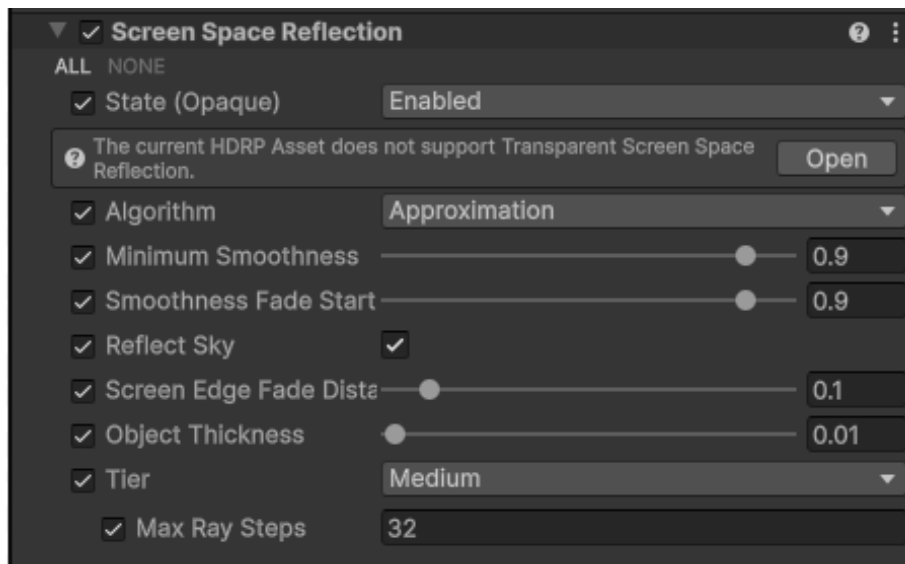 Screen Space Reflection
ALL NONE
State (Opaque) Enabled
The current HDRP Asset does not support Transparent Screen Space
Reflection.
Open
Algorithm Approximation
Minimum Smoothness 0.9
Smoothness Fade Start 0.9
Reflect Sky
Screen Edge Fade Dista 0.1
Object Thickness 0.01
Tier Medium
Max Ray Steps 32